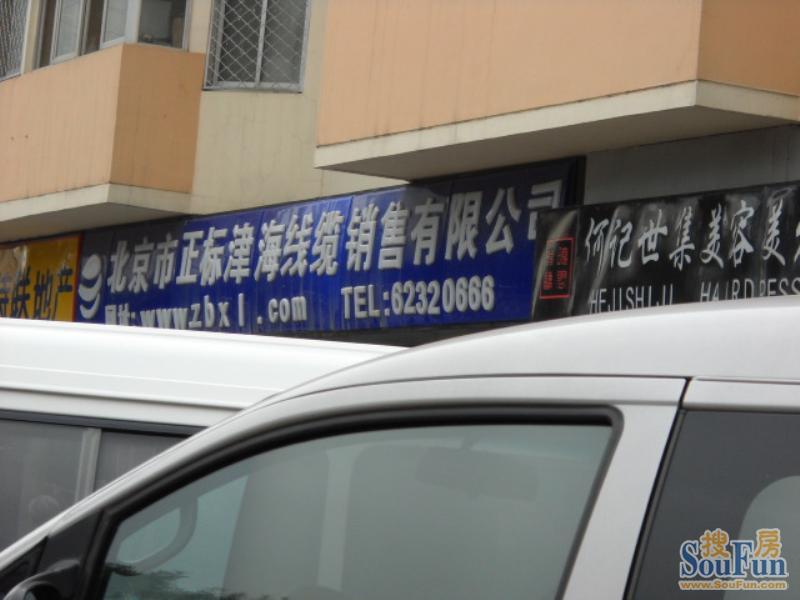 地产
北京市正标津海线缆销售有限公司
网址:www.zbxl.com TEL:62320666
何记世集美容美
HEJISHIJI HAIRDRESS
搜房
SouFun
www.SouFun.com